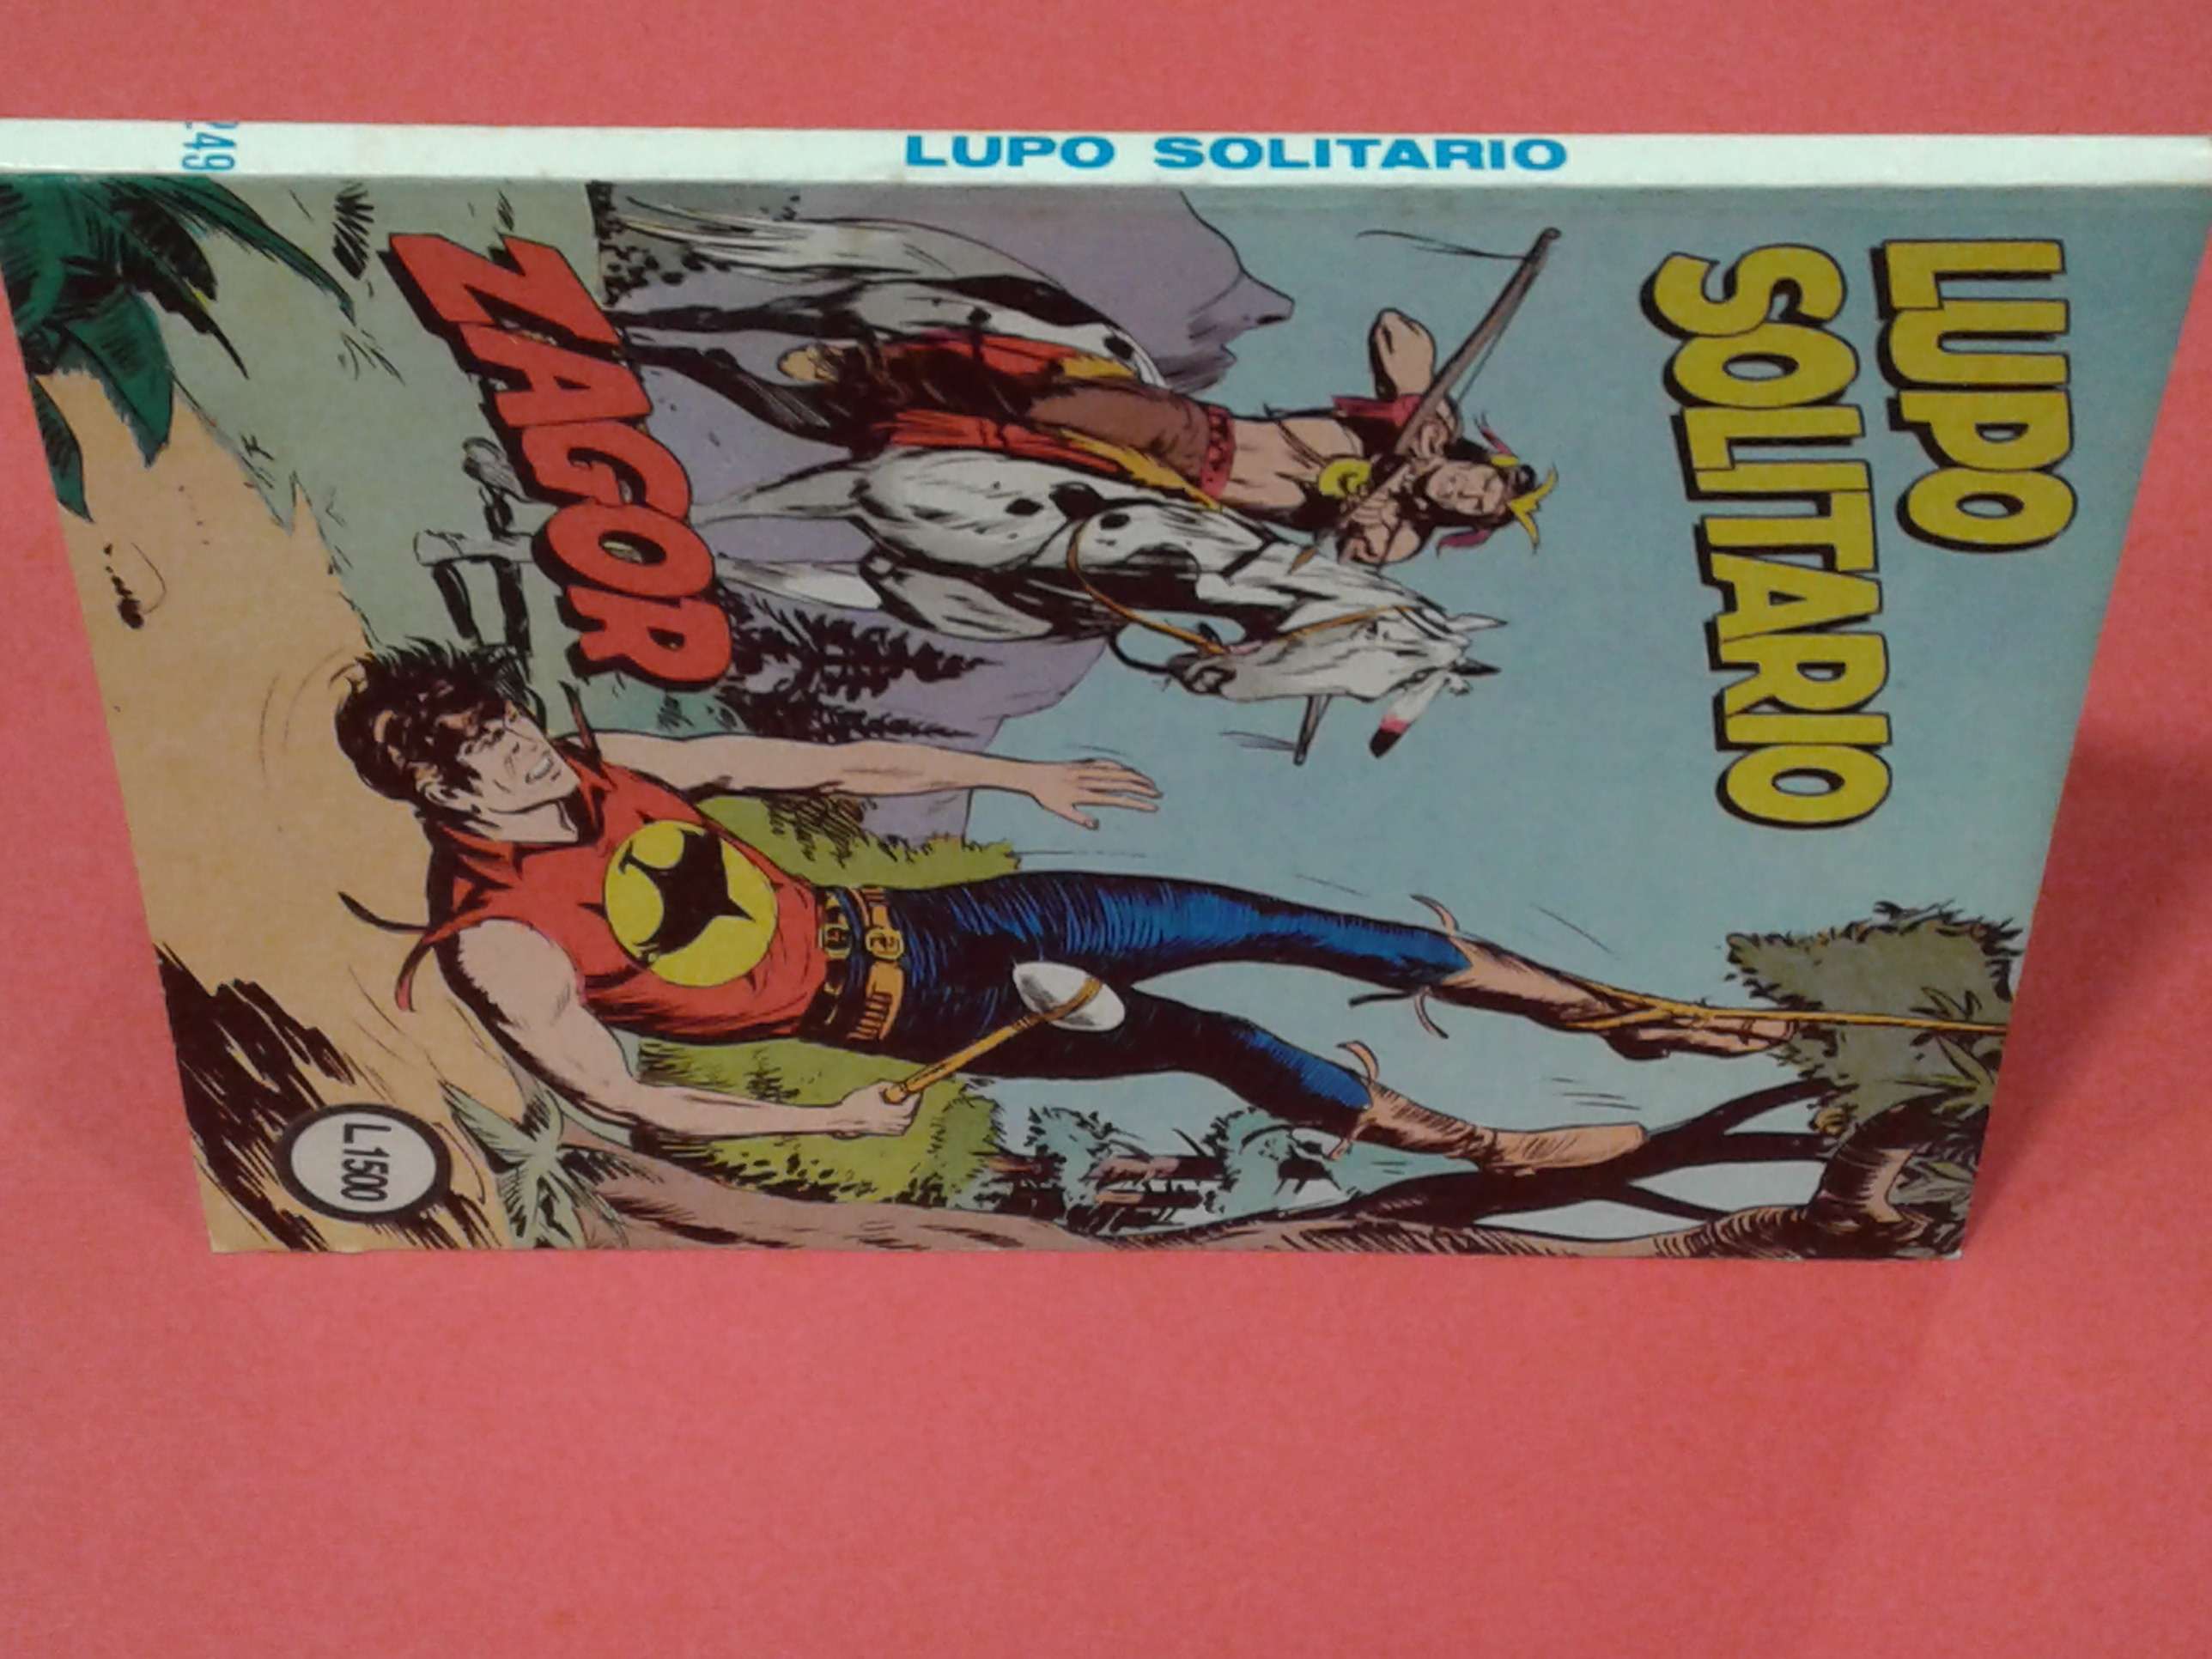 LUPO SOLITARIO
249
LUPO
SOLITARIO
ZAGOR
L.1500